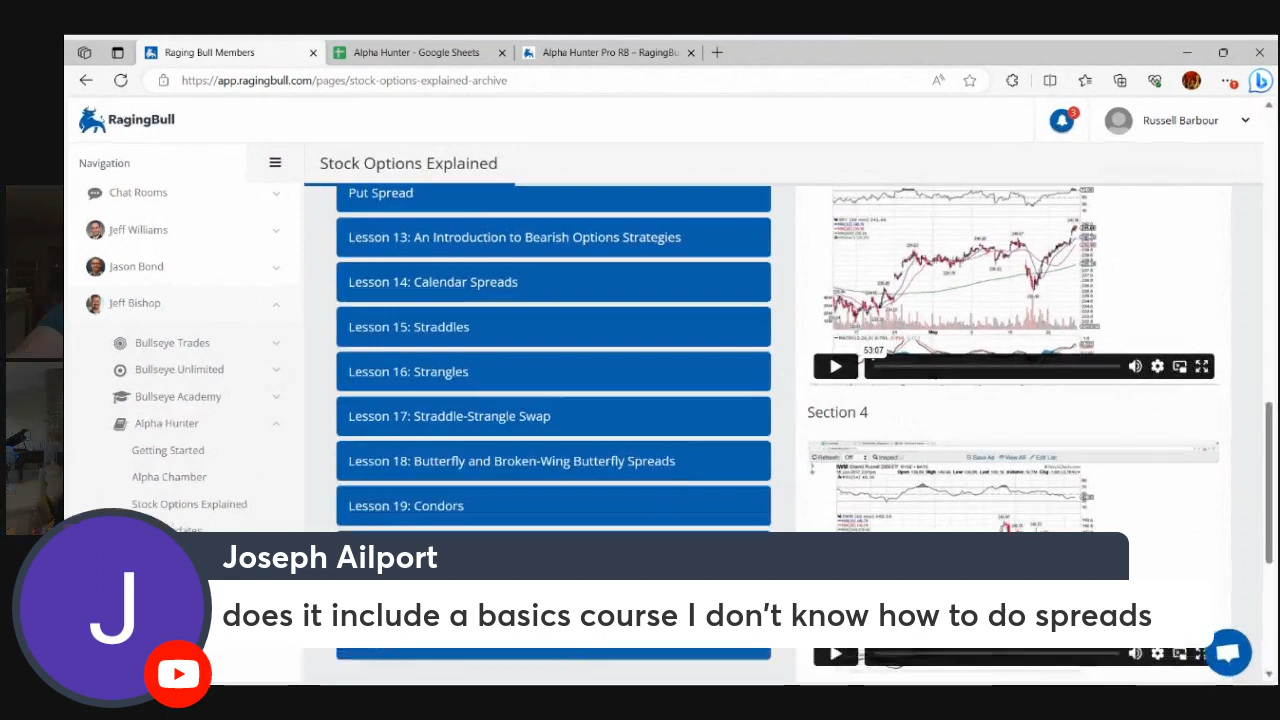 Raging Bull Members
Alpha Hunter - Google Sheets
Alpha Hunter Pro RB – RagingBu
https://app.ragingbull.com/pages/stock-options-explained-archive
RagingBull
3
Russell Barbour
Navigation
Stock Options Explained
Chat Rooms
Jeff Williams
Jason Bond
Jeff Bishop
Bullseye Trades
Bullseye Unlimited
Bullseye Academy
Alpha Hunter
Getting Started
Alpha Chamber
Stock Options Explained
Put Spread
Lesson 13: An Introduction to Bearish Options Strategies
Lesson 14: Calendar Spreads
Lesson 15: Straddles
Lesson 16: Strangles
Lesson 17: Straddle-Strangle Swap
Lesson 18: Butterfly and Broken-Wing Butterfly Spreads
Lesson 19: Condors
53:07
Section 4
J
Joseph Ailport
does it include a basics course I don't know how to do spreads